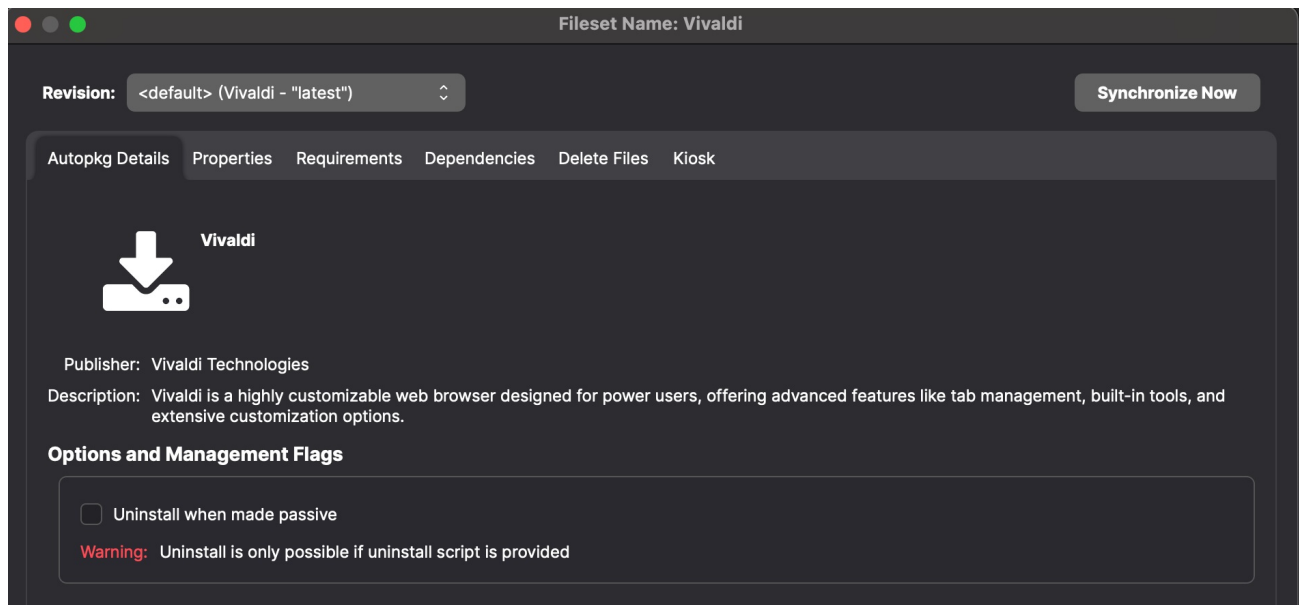 Fileset Name: Vivaldi
Revision: <default> (Vivaldi - "latest") Synchronize Now
Autopkg Details Properties Requirements Dependencies Delete Files Kiosk
Vivaldi
Publisher: Vivaldi Technologies
Description: Vivaldi is a highly customizable web browser designed for power users, offering advanced features like tab management, built-in tools, and
extensive customization options.
Options and Management Flags
Uninstall when made passive
Warning: Uninstall is only possible if uninstall script is provided